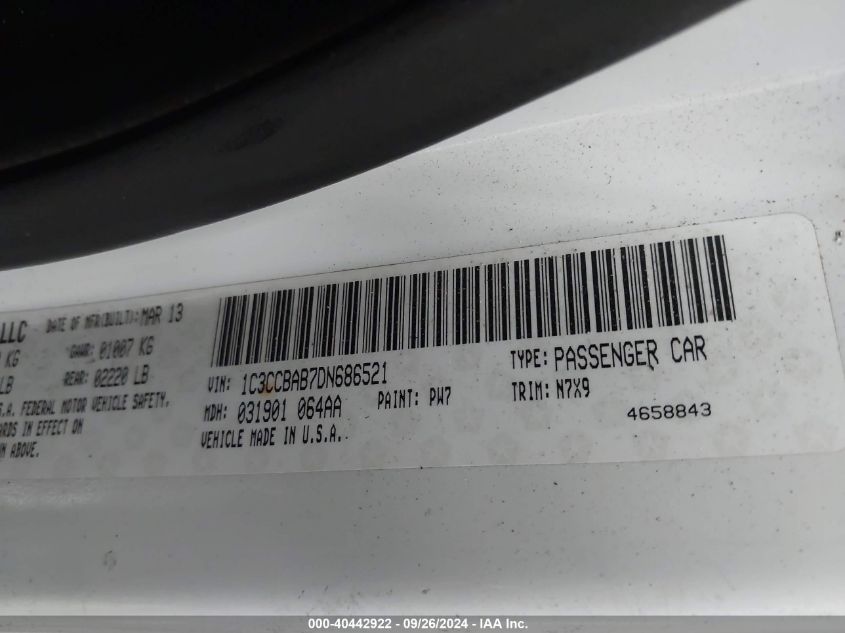 LLC DATE OF MFR(BUILT): MAR 13
KG GAWR: 01007 KG
LB REAR: 02220 LB
S.A. FEDERAL MOTOR VEHICLE SAFETY.
ARDS IN EFFECT ON
N ABOVE.
VIN: 1C3CCBAB7DN686521 TYPE: PASSENGER CAR
MDH: 031901 064AA PAINT: PW7 TRIM: N7X9
VEHICLE MADE IN U.S.A. 4658843
000-40442922 - 09/26/2024 - IAA Inc.